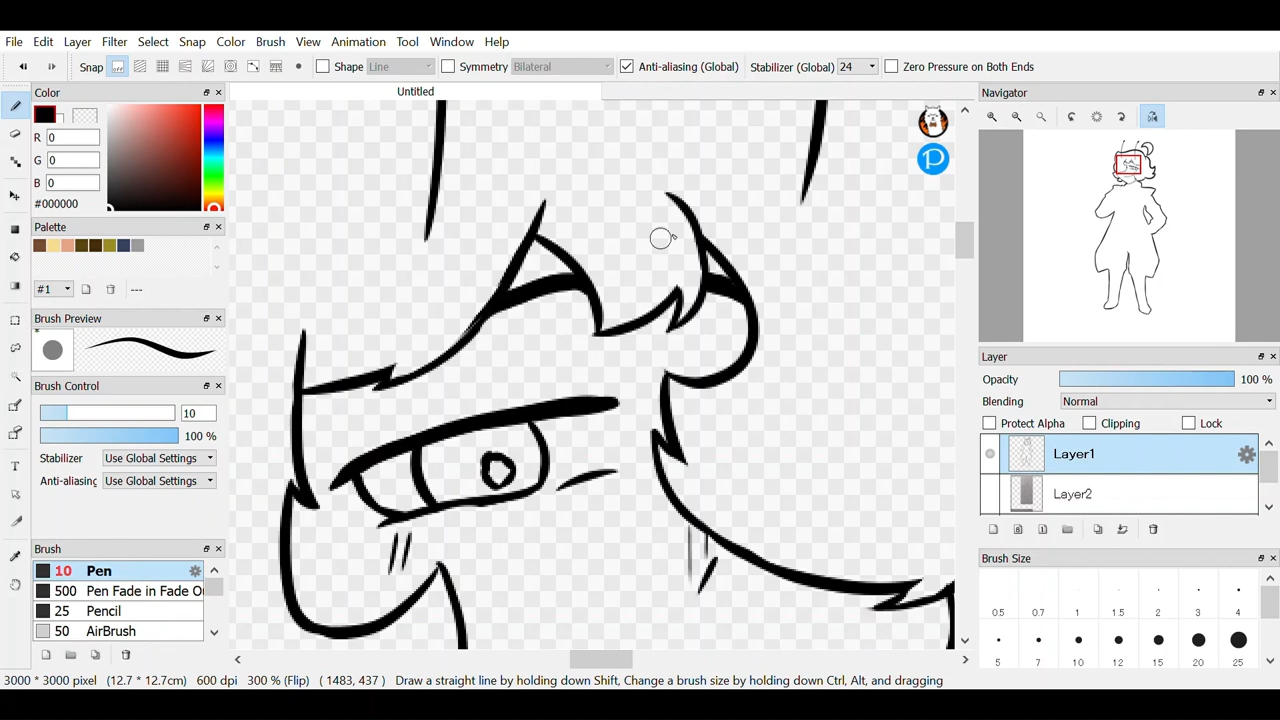 File Edit Layer Filter Select Snap Color Brush View Animation Tool Window Help
Snap off Shape Line Symmetry Bilateral Anti-aliasing (Global) Stabilizer (Global) 24 Zero Pressure on Both Ends
Color
R 0
G 0
B 0
#000000
Palette
#1 ---
Brush Preview
*
Brush Control
10
100 %
Stabilizer Use Global Settings
Anti-aliasing Use Global Settings
Brush
10 Pen
500 Pen Fade in Fade O
25 Pencil
50 AirBrush
Untitled
P
Navigator
Layer
Opacity 100 %
Blending Normal
Protect Alpha Clipping Lock
Layer1
Layer2
Brush Size
0.5 0.7 1 1.5 2 3 4
5 7 10 12 15 20 25
3000 * 3000 pixel (12.7 * 12.7cm) 600 dpi 300 % (Flip) ( 1483, 437 ) Draw a straight line by holding down Shift, Change a brush size by holding down Ctrl, Alt, and dragging